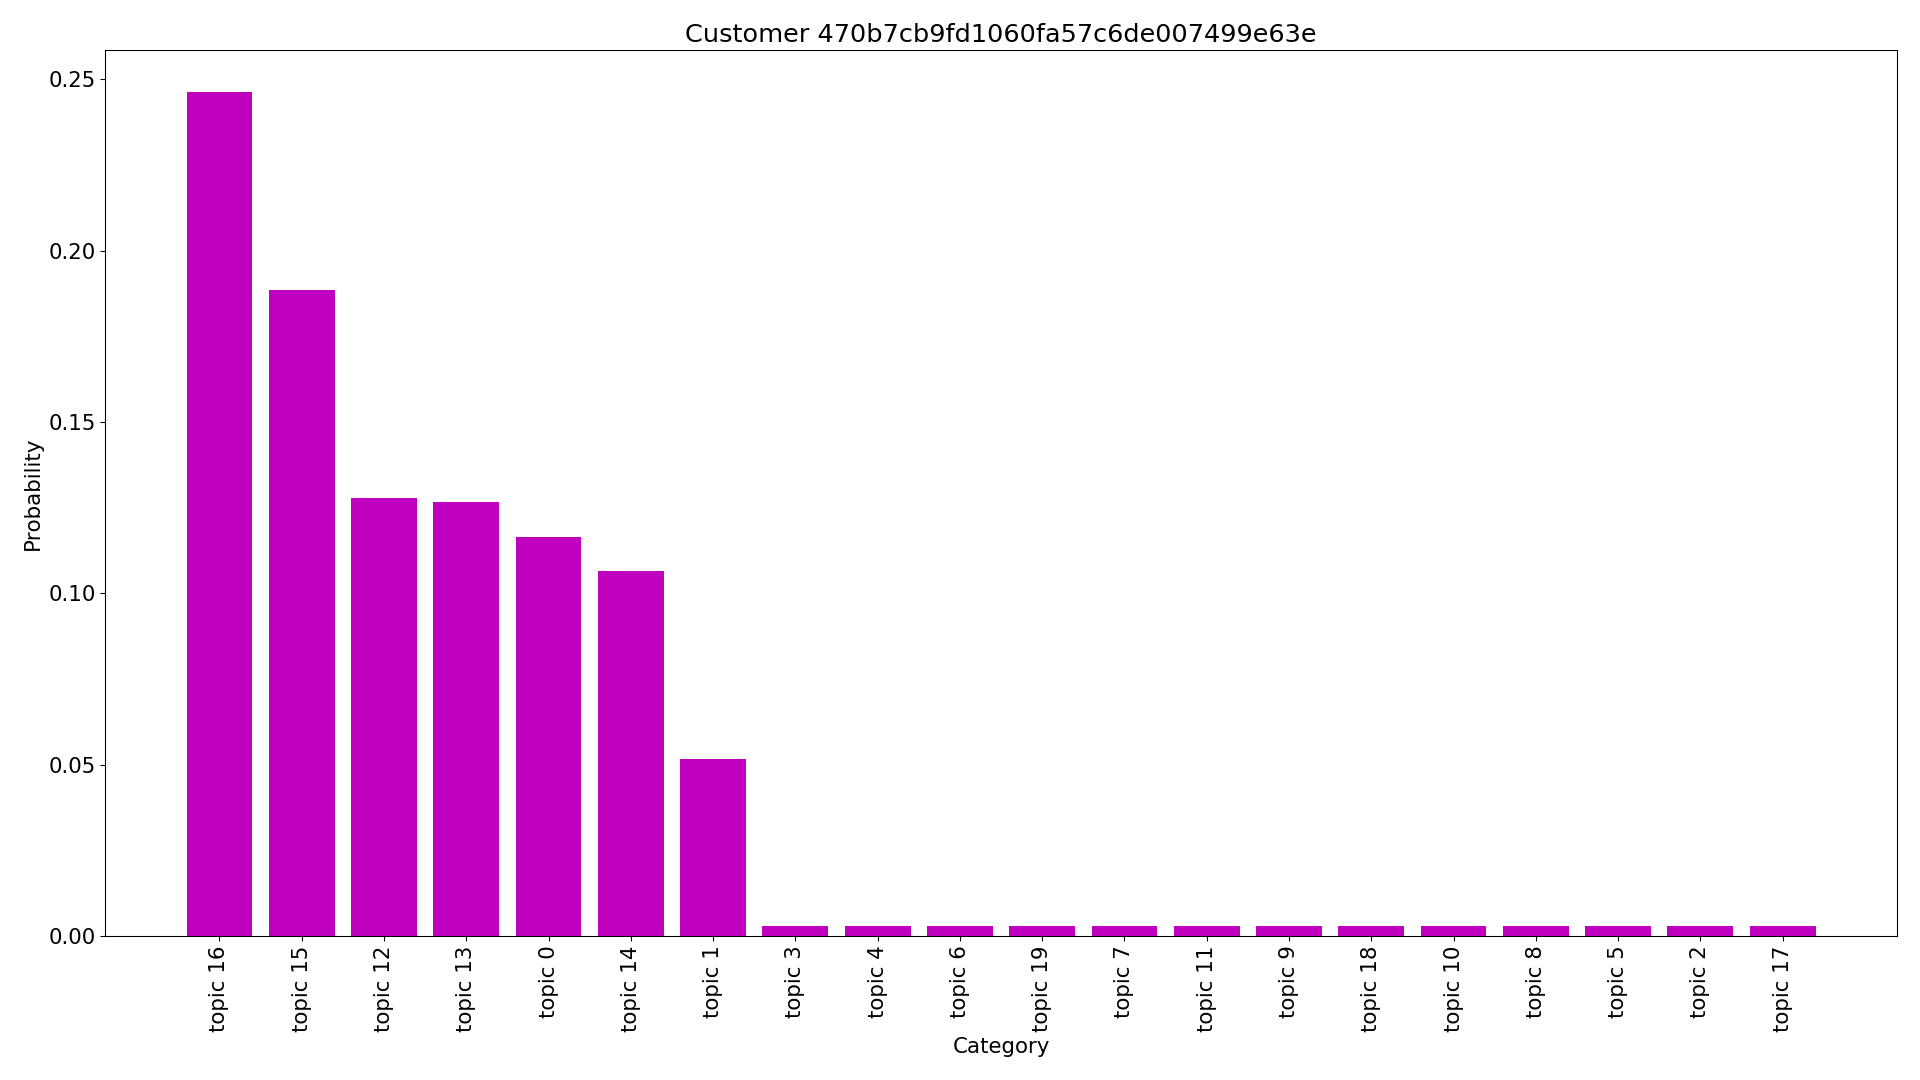 Customer 470b7cb9fd1060fa57c6de007499e63e
0.25
0.20
0.15
0.10
0.05
0.00
Probability
topic 16
topic 15
topic 12
topic 13
topic 0
topic 14
topic 1
topic 3
topic 4
topic 6
topic 19
topic 7
topic 11
topic 9
topic 18
topic 10
topic 8
topic 5
topic 2
topic 17
Category